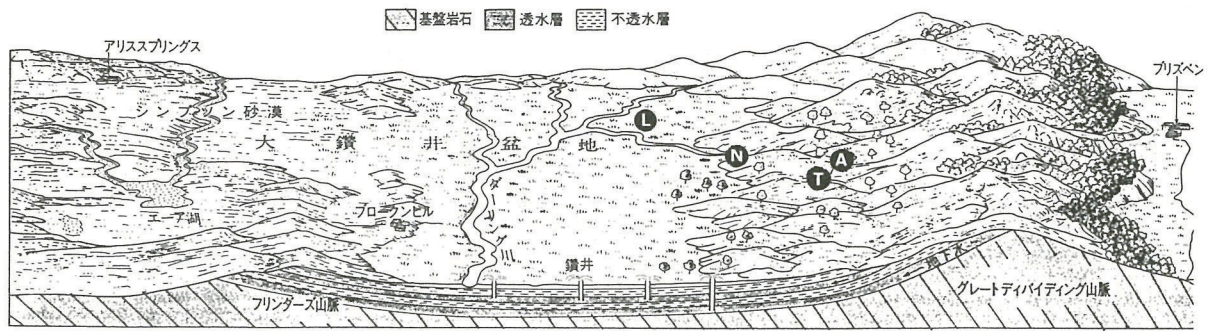 基盤岩石 透水層 不透水層
アリススプリングス
ブリズベン
シンプソン砂漠
大鑽井盆地
L
N
A
T
エーア湖
ブロークンヒル
ダーリング川
鑽井
地下水
フリンダーズ山脈
グレートディバイディング山脈